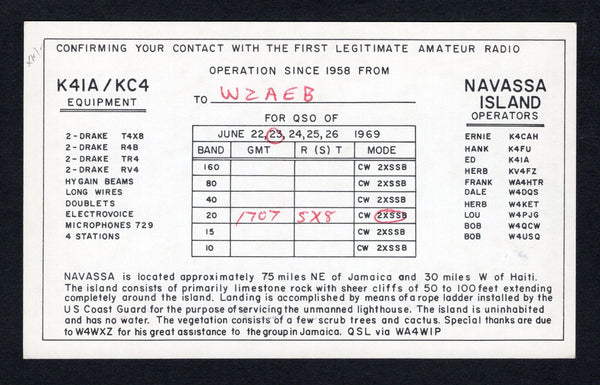 CONFIRMING YOUR CONTACT WITH THE FIRST LEGITIMATE AMATEUR RADIO
OPERATION SINCE 1958 FROM
K4IA/KC4
EQUIPMENT
2-DRAKE T4X8
2-DRAKE R4B
2-DRAKE TR4
2-DRAKE RV4
HYGAIN BEAMS
LONG WIRES
DOUBLETS
ELECTROVOICE
MICROPHONES 729
4 STATIONS
TO W2AEB
FOR QSO OF
JUNE 22, 23, 24, 25, 26 1969
BAND GMT R (S) T MODE
160 CW 2XSSB
80 CW 2XSSB
40 CW 2XSSB
20 1707 5X8 CW 2XSSB
15 CW 2XSSB
10 CW 2XSSB
NAVASSA
ISLAND
OPERATORS
ERNIE K4CAH
HANK K4FU
ED K4IA
HERB KV4FZ
FRANK WA4HTR
DALE W4DQS
HERB W4KET
LOU W4PJG
BOB W4QCW
BOB W4USQ
NAVASSA is located approximately 75 miles NE of Jamaica and 30 miles W of Haiti.
The island consists of primarily limestone rock with sheer cliffs of 50 to 100 feet extending
completely around the island. Landing is accomplished by means of a rope ladder installed by the
US Coast Guard for the purpose of servicing the unmanned lighthouse. The island is uninhabited
and has no water. The vegetation consists of a few scrub trees and cactus. Special thanks are due
to W4WXZ for his great assistance to the group in Jamaica. QSL via WA4WIP